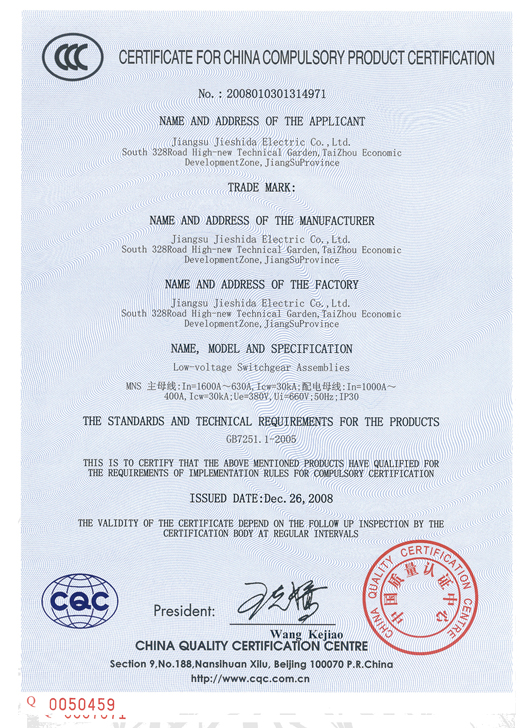 CCC
CERTIFICATE FOR CHINA COMPULSORY PRODUCT CERTIFICATION
No.: 2008010301314971
NAME AND ADDRESS OF THE APPLICANT
Jiangsu Jieshida Electric Co., Ltd.
South 328Road High-new Technical Garden, TaiZhou Economic
DevelopmentZone, JiangSuProvince
TRADE MARK:
NAME AND ADDRESS OF THE MANUFACTURER
Jiangsu Jieshida Electric Co., Ltd.
South 328Road High-new Technical Garden, TaiZhou Economic
DevelopmentZone, JiangSuProvince
NAME AND ADDRESS OF THE FACTORY
Jiangsu Jieshida Electric Co., Ltd.
South 328Road High-new Technical Garden, TaiZhou Economic
DevelopmentZone, JiangSuProvince
NAME, MODEL AND SPECIFICATION
Low-voltage Switchgear Assemblies
MNS 主母线:In=1600A～630A, Icw=30kA;配电母线:In=1000A～
400A, Icw=30kA;Ue=380V, Ui=660V;50Hz;IP30
THE STANDARDS AND TECHNICAL REQUIREMENTS FOR THE PRODUCTS
GB7251.1-2005
THIS IS TO CERTIFY THAT THE ABOVE MENTIONED PRODUCTS HAVE QUALIFIED FOR
THE REQUIREMENTS OF IMPLEMENTATION RULES FOR COMPULSORY CERTIFICATION
ISSUED DATE:Dec. 26, 2008
THE VALIDITY OF THE CERTIFICATE DEPEND ON THE FOLLOW UP INSPECTION BY THE
CERTIFICATION BODY AT REGULAR INTERVALS
CHINA QUALITY CERTIFICATION CENTRE
中国质量认证中心
CQC
President:
Wang Kejiao
CHINA QUALITY CERTIFICATION CENTRE
Section 9, No.188, Nansihuan Xilu, Beijing 100070 P.R.China
http://www.cqc.com.cn
Q 0050459